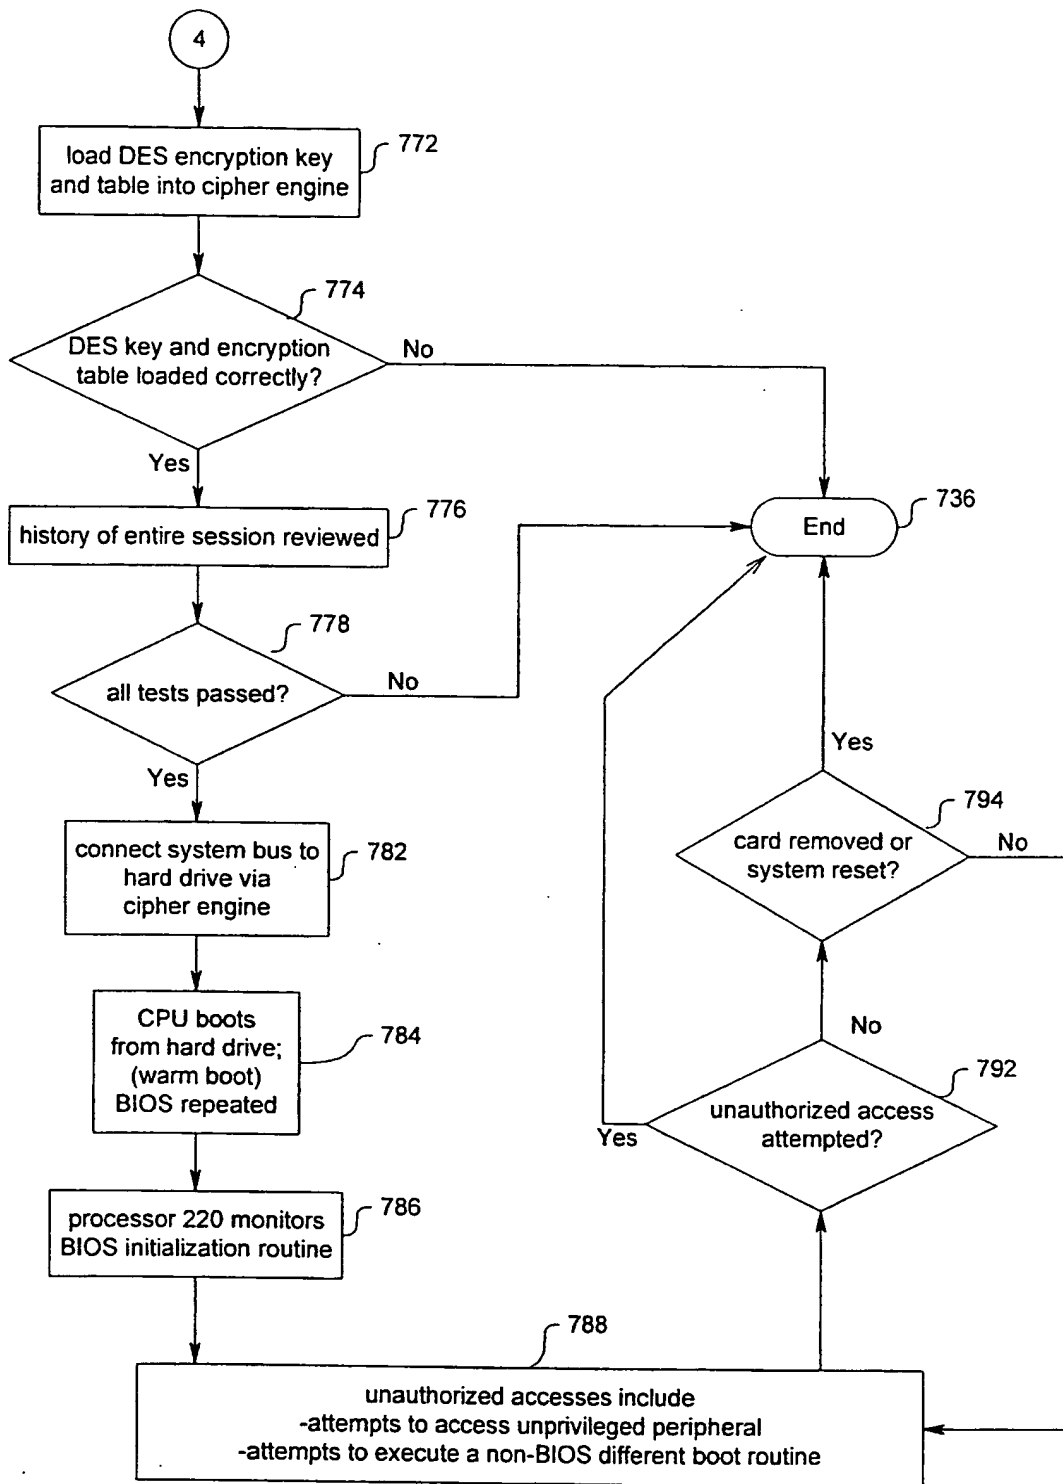 4
load DES encryption key
and table into cipher engine
772
774
DES key and encryption
table loaded correctly?
No
Yes
history of entire session reviewed
776
End
736
778
all tests passed?
No
Yes
connect system bus to
hard drive via
cipher engine
782
Yes
794
card removed or
system reset?
No
CPU boots
from hard drive;
(warm boot)
BIOS repeated
784
No
792
unauthorized access
attempted?
Yes
processor 220 monitors
BIOS initialization routine
786
788
unauthorized accesses include
-attempts to access unprivileged peripheral
-attempts to execute a non-BIOS different boot routine